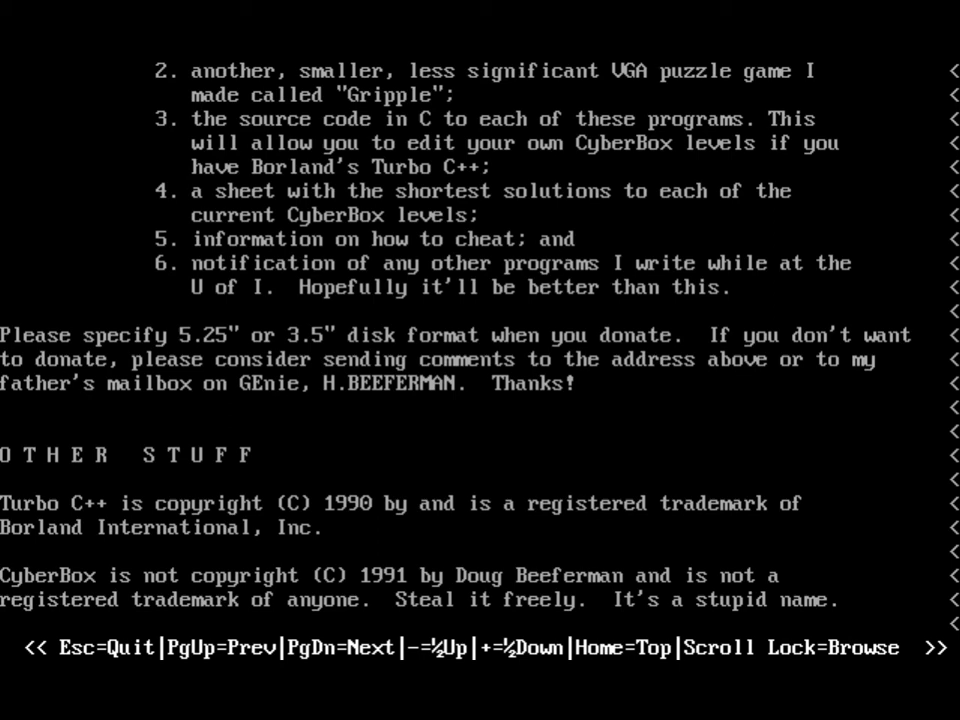 2. another, smaller, less significant VGA puzzle game I <
made called "Gripple"; <
3. the source code in C to each of these programs. This <
will allow you to edit your own CyberBox levels if you <
have Borland's Turbo C++; <
4. a sheet with the shortest solutions to each of the <
current CyberBox levels; <
5. information on how to cheat; and <
6. notification of any other programs I write while at the <
U of I.  Hopefully it'll be better than this. <
<
Please specify 5.25" or 3.5" disk format when you donate.  If you don't want <
to donate, please consider sending comments to the address above or to my <
father's mailbox on GEnie, H.BEEFERMAN.  Thanks! <
<
<
O T H E R   S T U F F <
<
Turbo C++ is copyright (C) 1990 by and is a registered trademark of <
Borland International, Inc. <
<
CyberBox is not copyright (C) 1991 by Doug Beeferman and is not a <
registered trademark of anyone.  Steal it freely.  It's a stupid name. <
<
<< Esc=Quit|PgUp=Prev|PgDn=Next|-=½Up|+=½Down|Home=Top|Scroll Lock=Browse >>